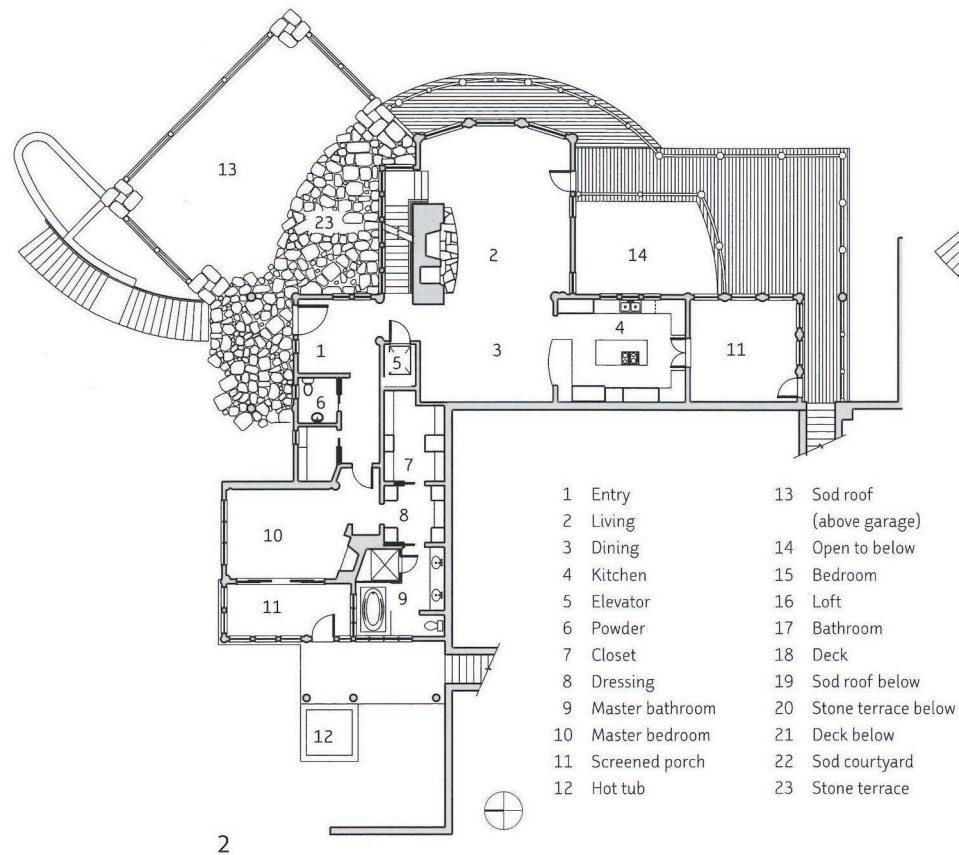 13
23
2
14
4
1
3
11
5
6
7
8
10
9
11
12
1 Entry
2 Living
3 Dining
4 Kitchen
5 Elevator
6 Powder
7 Closet
8 Dressing
9 Master bathroom
10 Master bedroom
11 Screened porch
12 Hot tub
13 Sod roof
(above garage)
14 Open to below
15 Bedroom
16 Loft
17 Bathroom
18 Deck
19 Sod roof below
20 Stone terrace below
21 Deck below
22 Sod courtyard
23 Stone terrace
2